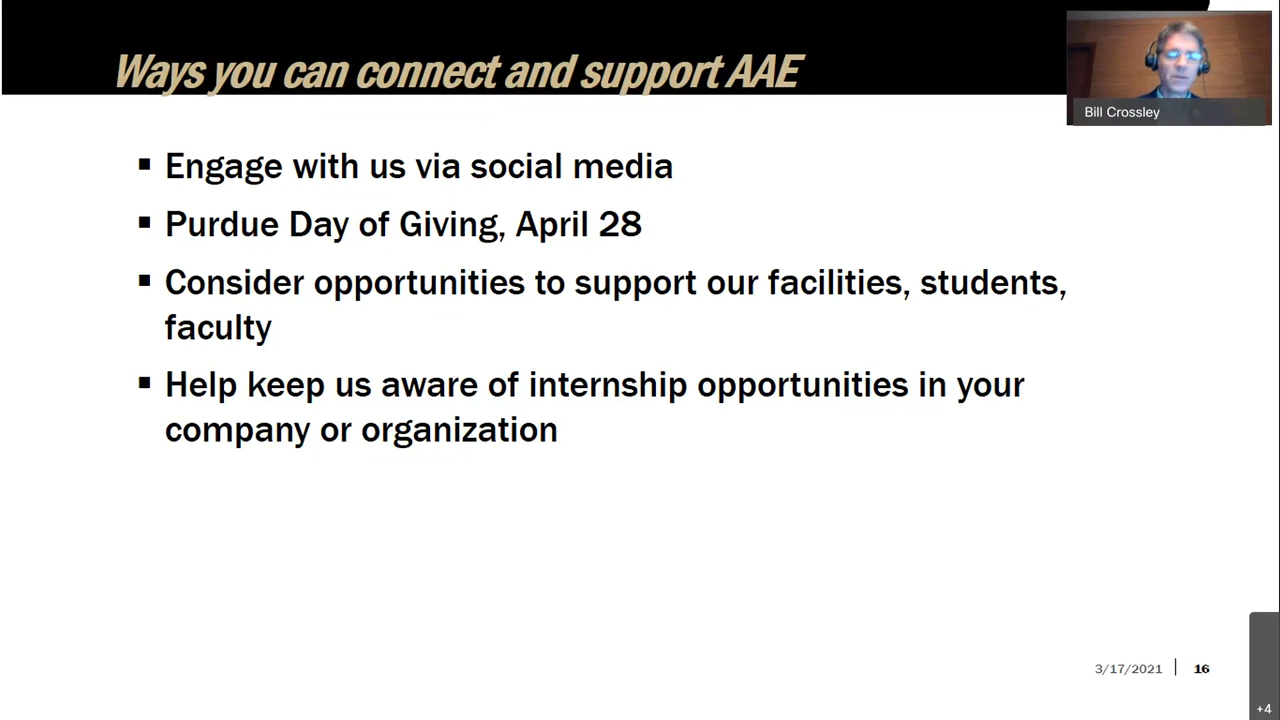 Ways you can connect and support AAE
Bill Crossley
▪ Engage with us via social media
▪ Purdue Day of Giving, April 28
▪ Consider opportunities to support our facilities, students,
faculty
▪ Help keep us aware of internship opportunities in your
company or organization
3/17/2021 | 16
+4